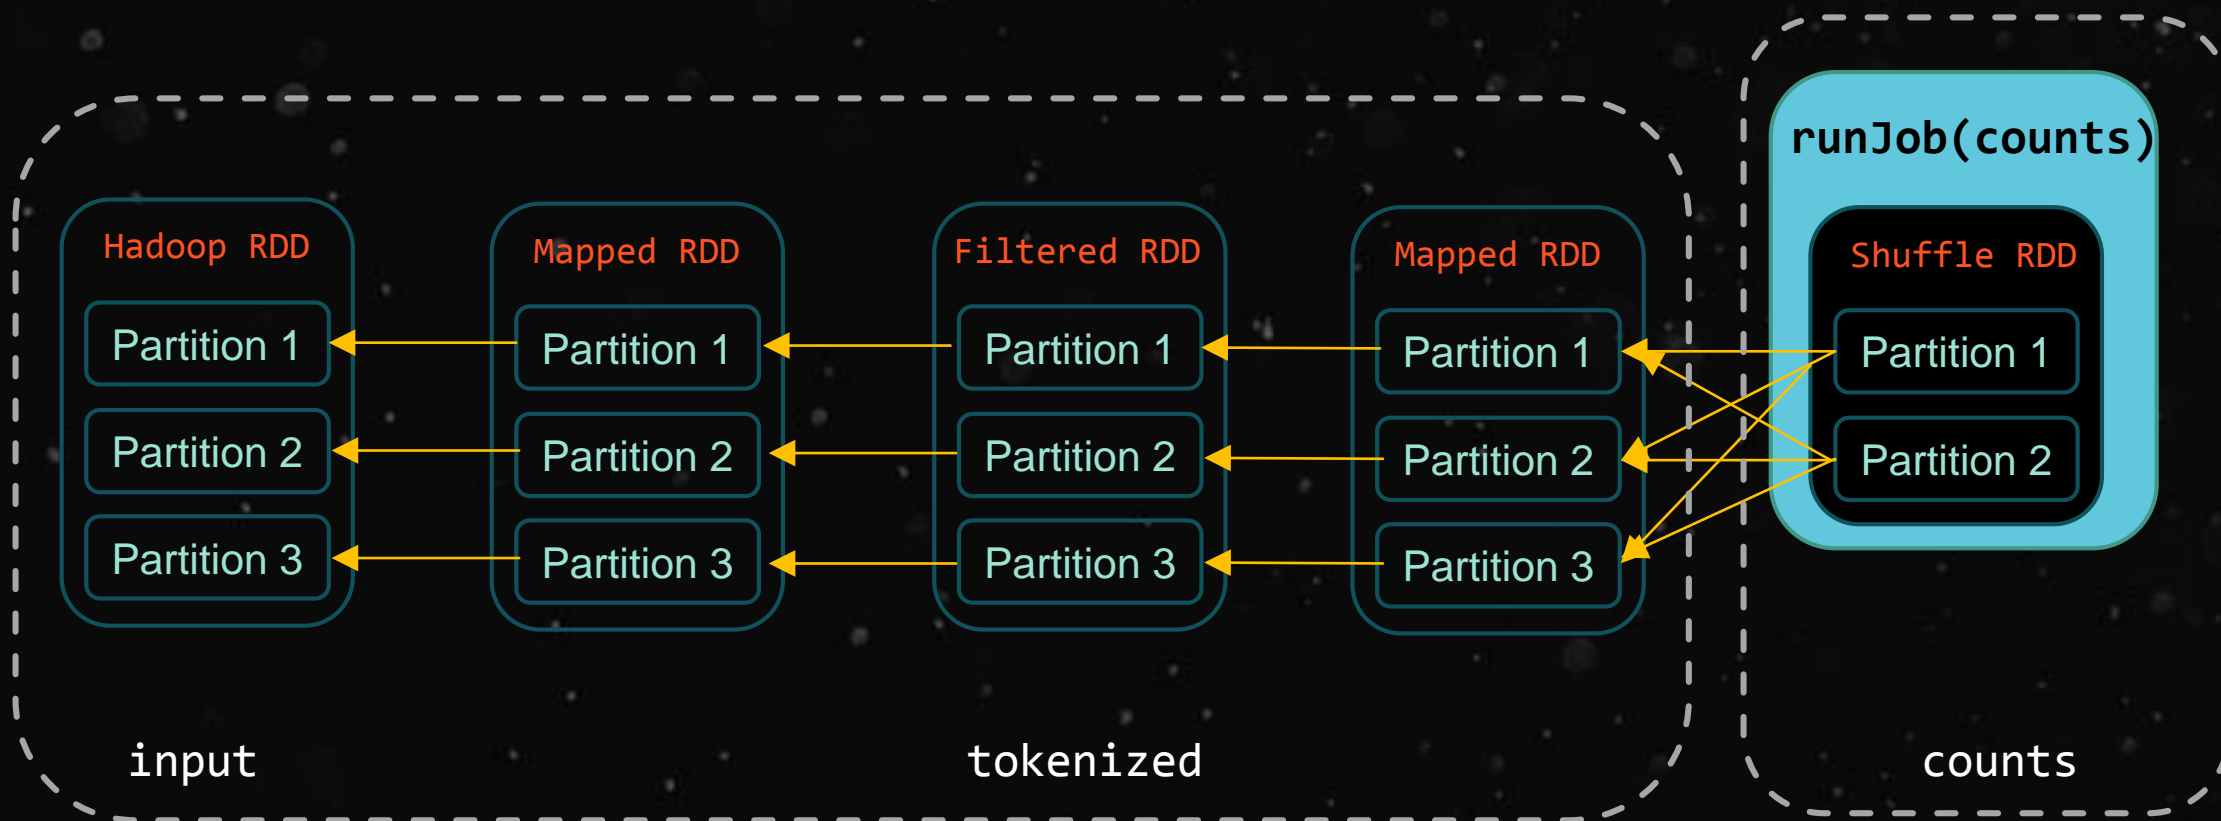 runJob(counts)
Hadoop RDD
Partition 1
Partition 2
Partition 3
Mapped RDD
Partition 1
Partition 2
Partition 3
Filtered RDD
Partition 1
Partition 2
Partition 3
Mapped RDD
Partition 1
Partition 2
Partition 3
Shuffle RDD
Partition 1
Partition 2
input
tokenized
counts